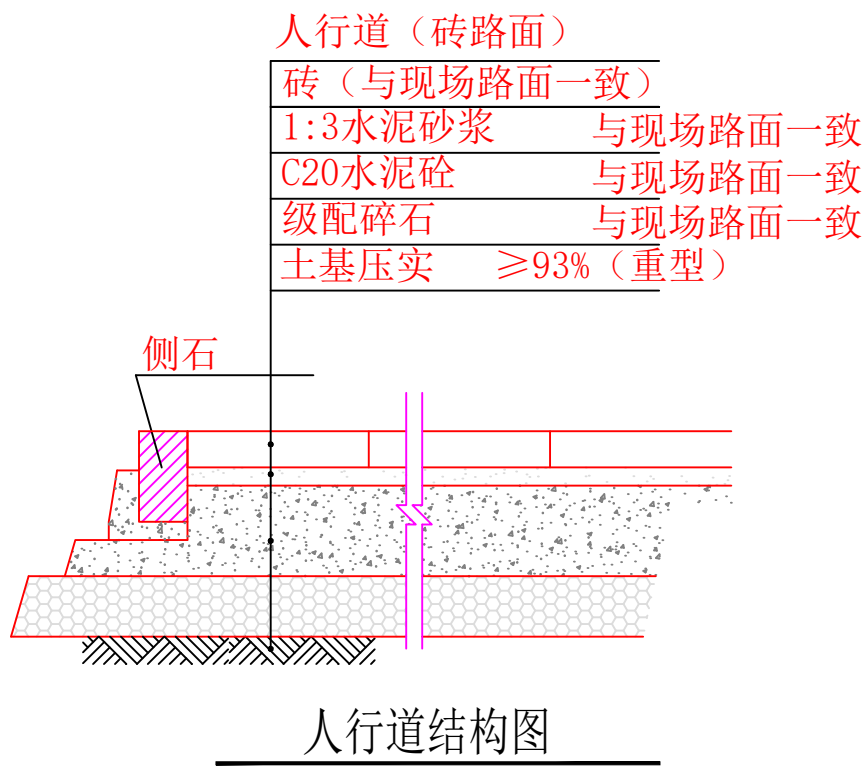 人行道（砖路面）
砖（与现场路面一致）
1:3水泥砂浆 与现场路面一致
C20水泥砼 与现场路面一致
级配碎石 与现场路面一致
土基压实 ≥93%（重型）
侧石
人行道结构图